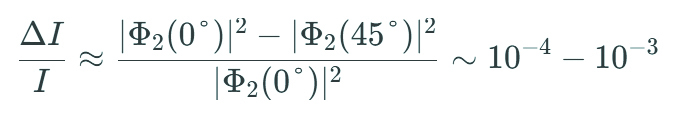 ΔI/I ≈ (|Φ₂(0°)|² − |Φ₂(45°)|²)/|Φ₂(0°)|² ∼ 10⁻⁴ − 10⁻³